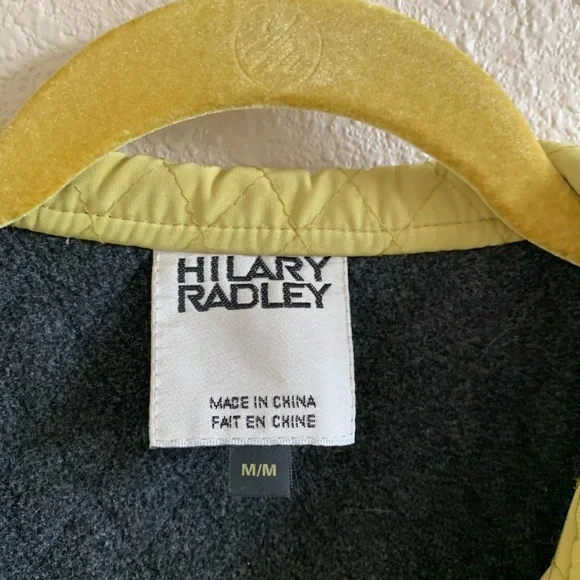 HILARY
RADLEY
MADE IN CHINA
FAIT EN CHINE
M/M